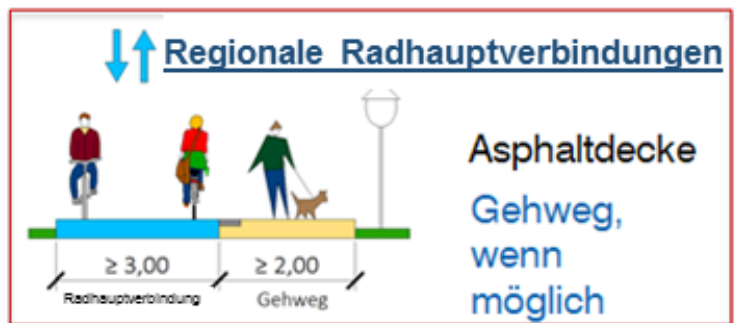 Regionale Radhauptverbindungen
Asphaltdecke
Gehweg,
wenn
möglich
≥ 3,00 ≥ 2,00
Radhauptverbindung Gehweg